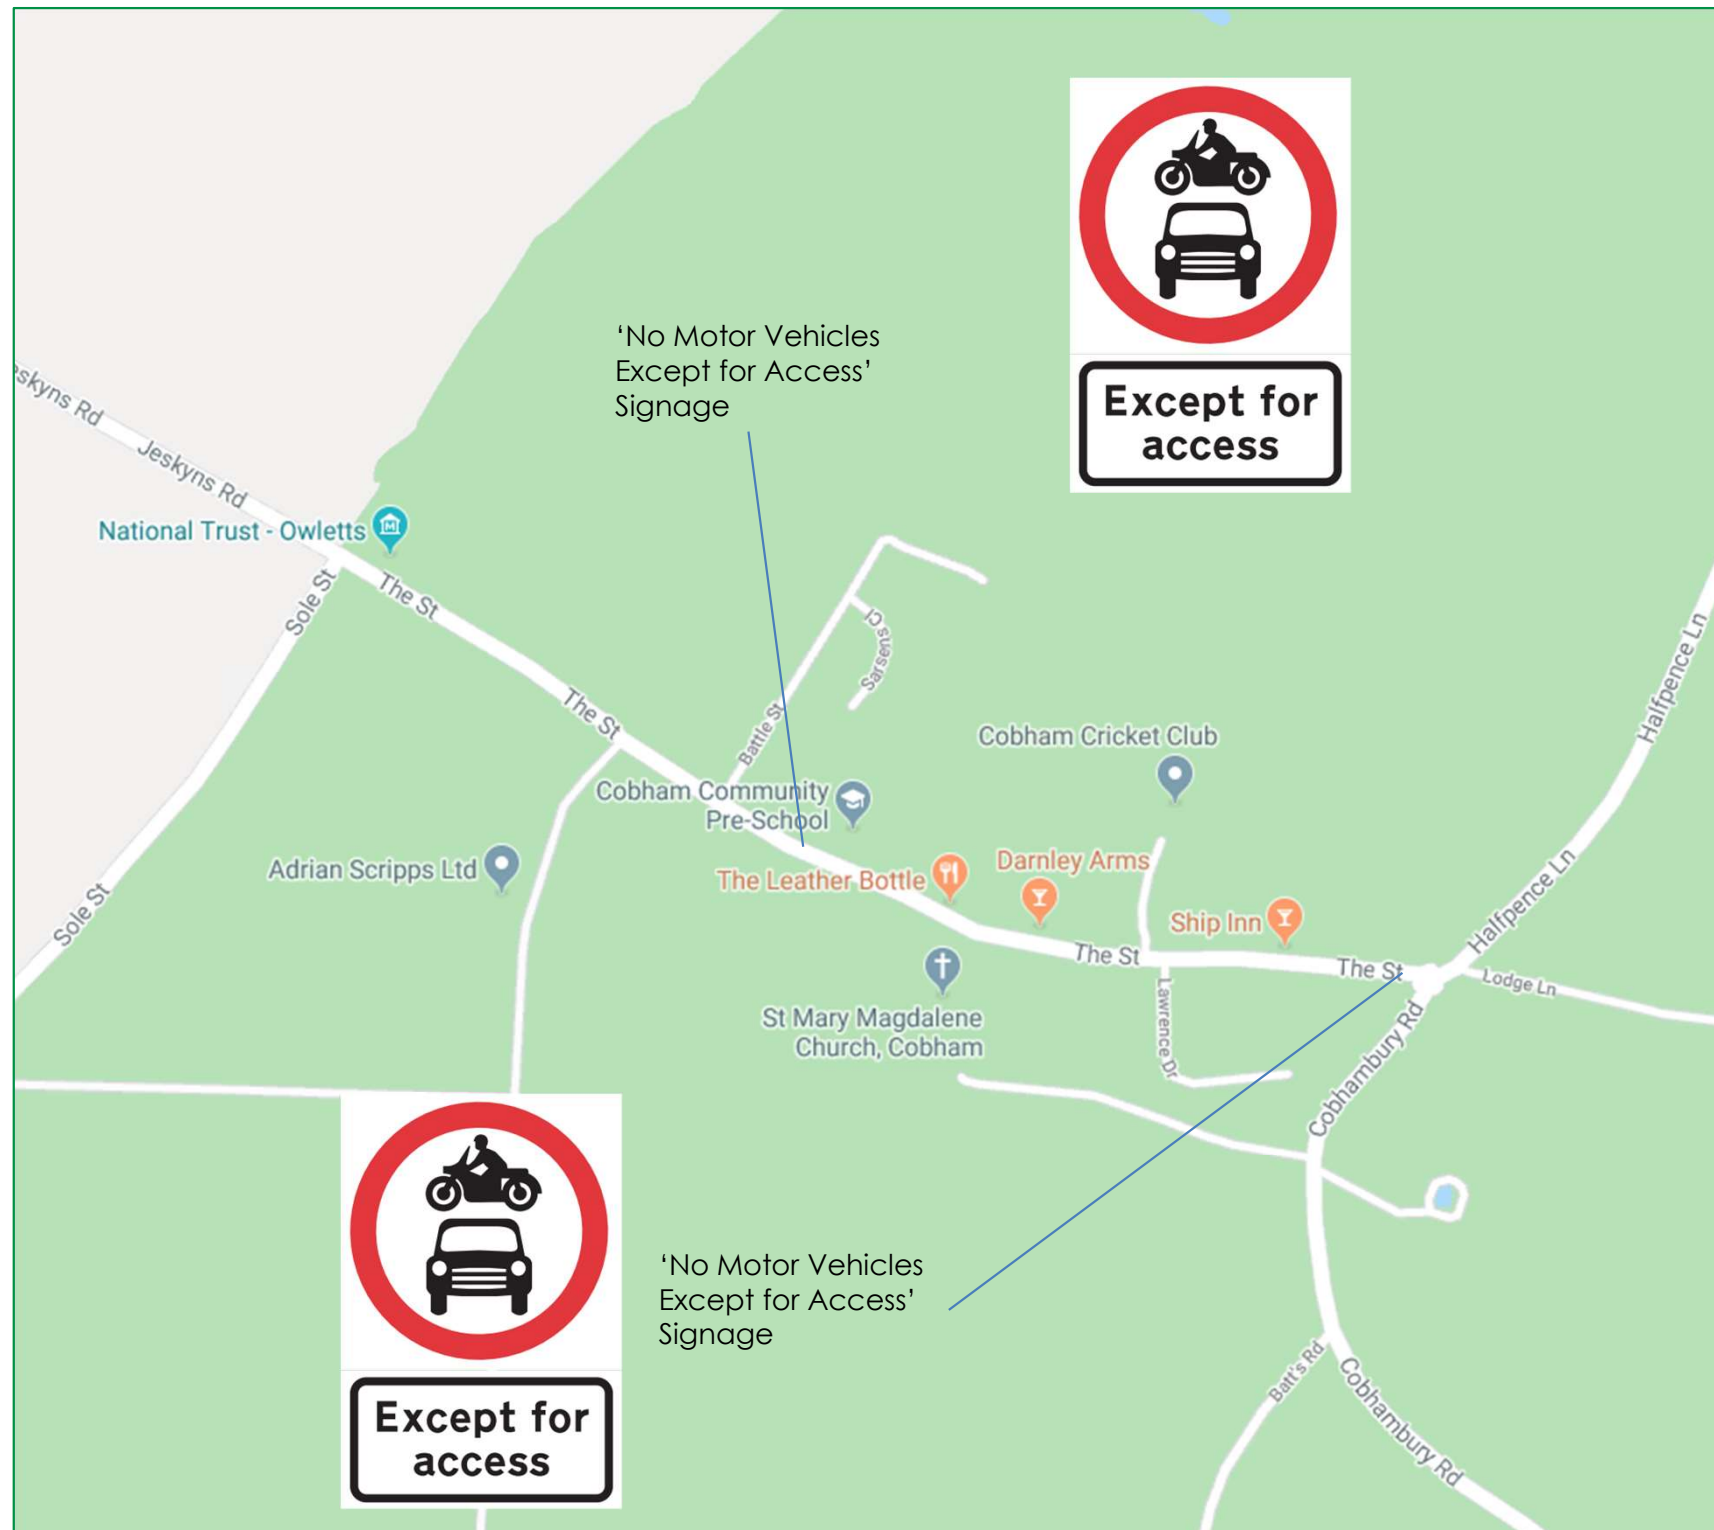 Except for
access
‘No Motor Vehicles
Except for Access’
Signage
eskyns Rd
Jeskyns Rd
National Trust - Owletts
The St
Sole St
Sarsens Cl
The St
Battle St
Halfpence Ln
Cobham Cricket Club
Cobham Community
Pre-School
Adrian Scripps Ltd
The Leather Bottle
Darnley Arms
Sole St
Ship Inn
Halfpence Ln
The St
The St
Lodge Ln
St Mary Magdalene
Church, Cobham
Lawrence Dr
Cobhambury Rd
‘No Motor Vehicles
Except for Access’
Signage
Batt's Rd
Cobhambury Rd
Except for
access